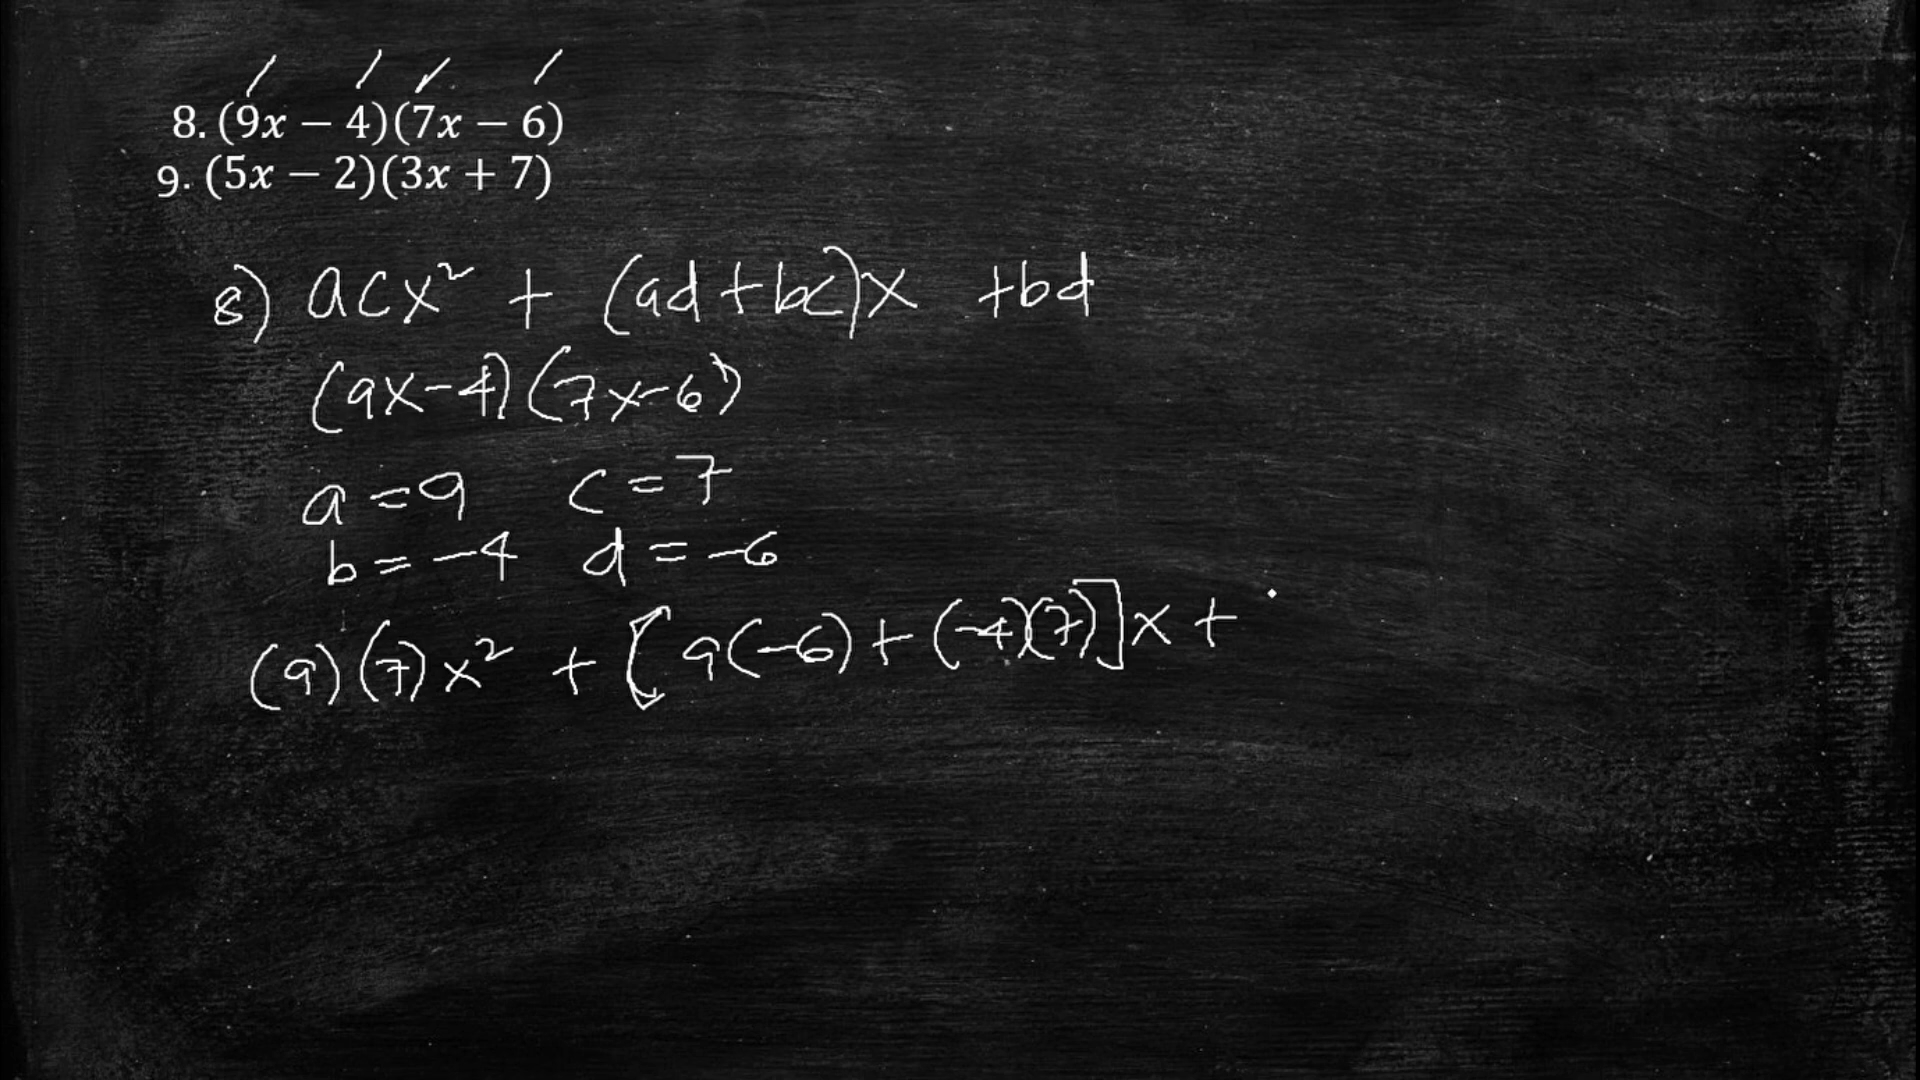 8. (9x − 4)(7x − 6)
9. (5x − 2)(3x + 7)
8) acx² + (ad+bc)x +bd
(9x-4)(7x-6)
a=9 c=7
b=-4 d=-6
(9)(7)x² + [9(-6)+(-4)(7)]x+